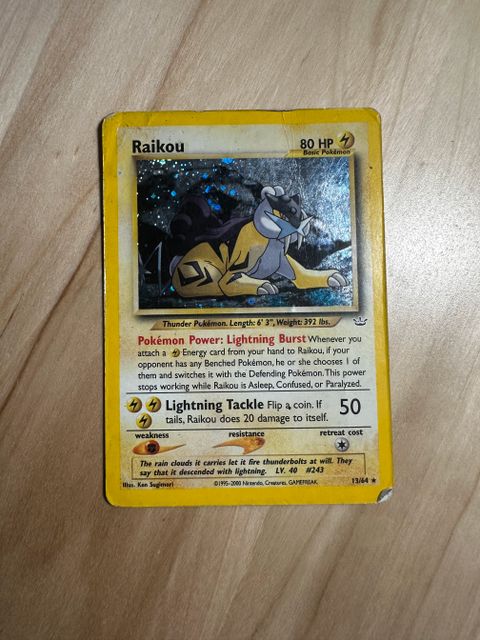 Raikou 80 HP
Basic Pokémon
Thunder Pokémon. Length: 6' 3", Weight: 392 lbs.
Pokémon Power: Lightning Burst Whenever you
attach a Energy card from your hand to Raikou, if your
opponent has any Benched Pokémon, he or she chooses 1 of
them and switches it with the Defending Pokémon. This power
stops working while Raikou is Asleep, Confused, or Paralyzed.
Lightning Tackle Flip a coin. If 50
tails, Raikou does 20 damage to itself.
weakness resistance retreat cost
The rain clouds it carries let it fire thunderbolts at will. They
say that it descended with lightning. LV. 40 #243
Illus. Ken Sugimori ©1995-2000 Nintendo, Creatures, GAMEFREAK. 13/64 ★